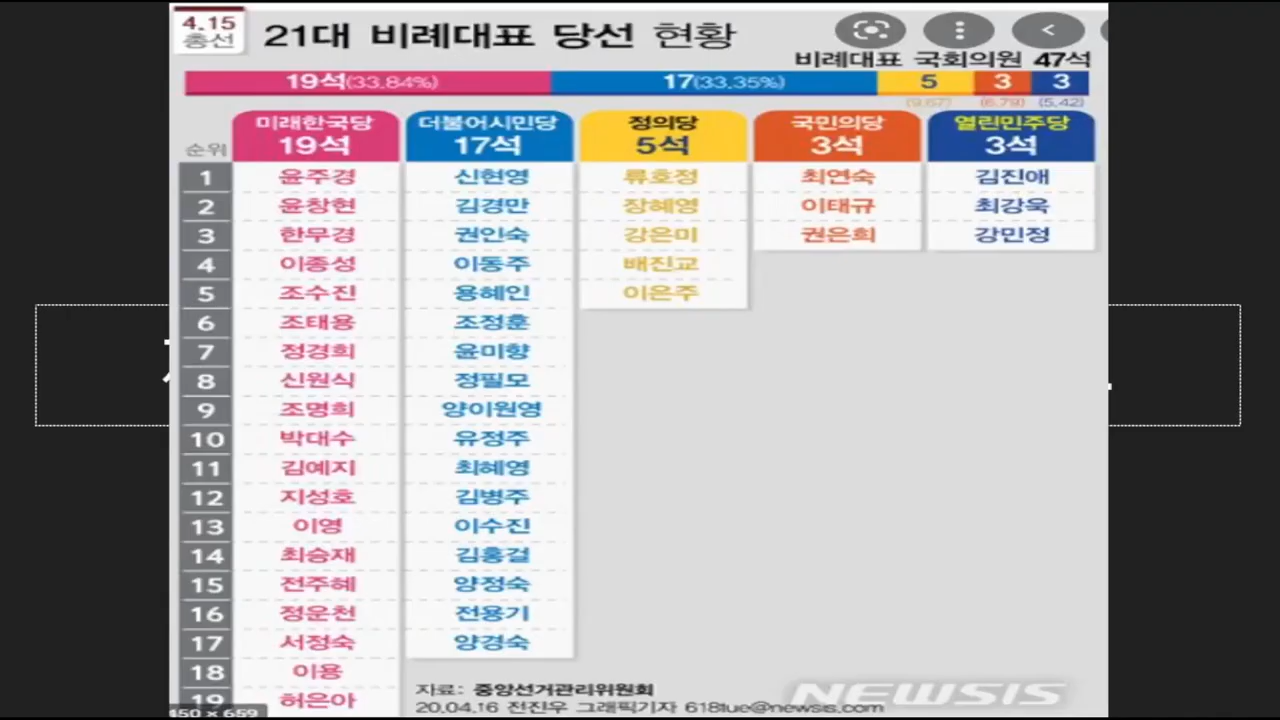 4.15
총선
21대 비례대표 당선 현황
비례대표 국회의원 47석
19석(33.84%) 17(33.35%) 5 3 3
(9.67) (6.79) (5.42)
순위 미래한국당 19석 더불어시민당 17석 정의당 5석 국민의당 3석 열린민주당 3석
1 윤주경 신현영 류호정 최연숙 김진애
2 윤창현 김경만 장혜영 이태규 최강욱
3 한무경 권인숙 강은미 권은희 강민정
4 이종성 이동주 배진교
5 조수진 용혜인 이은주
6 조태용 조정훈
7 정경희 윤미향
8 신원식 정필모
9 조명희 양이원영
10 박대수 유정주
11 김예지 최혜영
12 지성호 김병주
13 이영 이수진
14 최승재 김홍걸
15 전주혜 양정숙
16 정운천 전용기
17 서정숙 양경숙
18 이용
19 허은아
자료: 중앙선거관리위원회
20.04.16 전진우 그래픽기자 618tue@newsis.com
NEWSIS
450 × 659